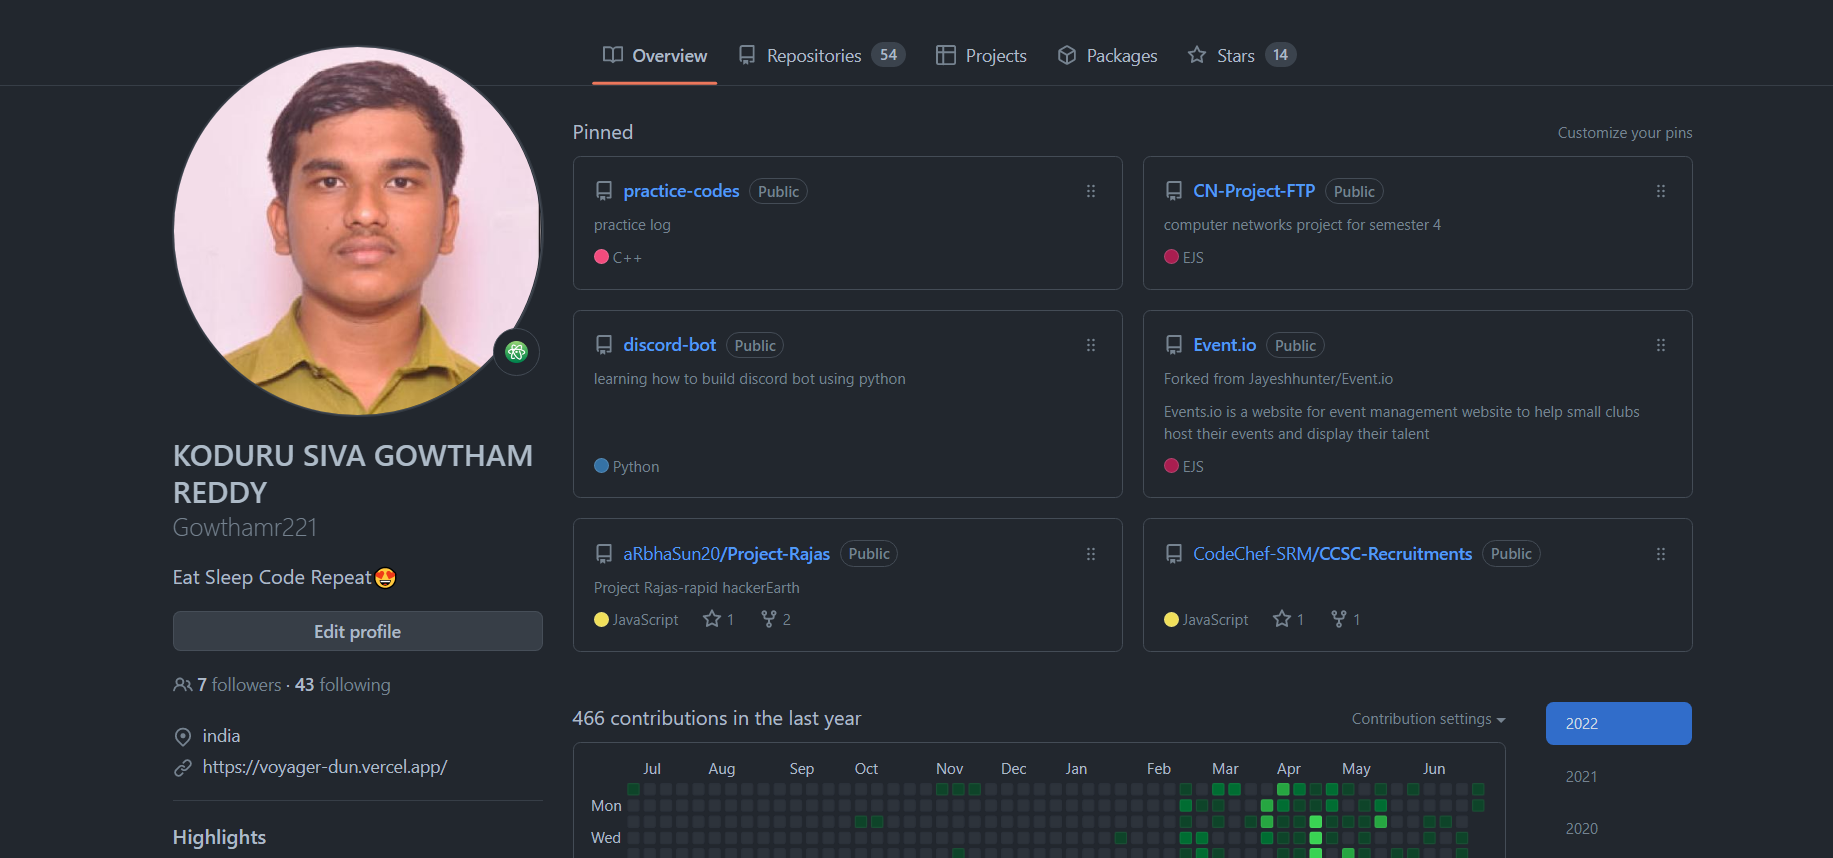 Overview
Repositories 54
Projects
Packages
Stars 14
KODURU SIVA GOWTHAM
REDDY
Gowthamr221
Eat Sleep Code Repeat😍
Edit profile
7 followers · 43 following
india
https://voyager-dun.vercel.app/
Highlights
Pinned
Customize your pins
practice-codes Public
practice log
C++
CN-Project-FTP Public
computer networks project for semester 4
EJS
discord-bot Public
learning how to build discord bot using python
Python
Event.io Public
Forked from Jayeshhunter/Event.io
Events.io is a website for event management website to help small clubs
host their events and display their talent
EJS
aRbhaSun20/Project-Rajas Public
Project Rajas-rapid hackerEarth
JavaScript 1 2
CodeChef-SRM/CCSC-Recruitments Public
JavaScript 1 1
466 contributions in the last year
Contribution settings
Jul Aug Sep Oct Nov Dec Jan Feb Mar Apr May Jun
Mon
Wed
2022
2021
2020